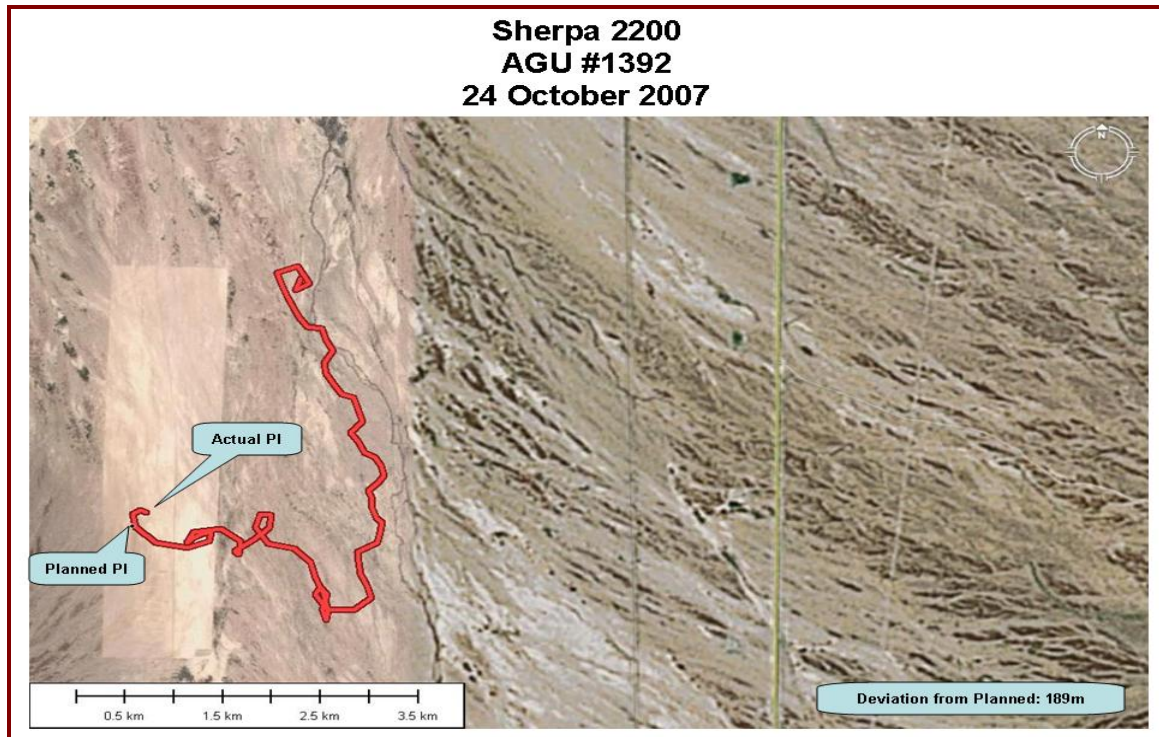 Sherpa 2200
AGU #1392
24 October 2007
N
Actual PI
Planned PI
0.5 km 1.5 km 2.5 km 3.5 km
Deviation from Planned: 189m